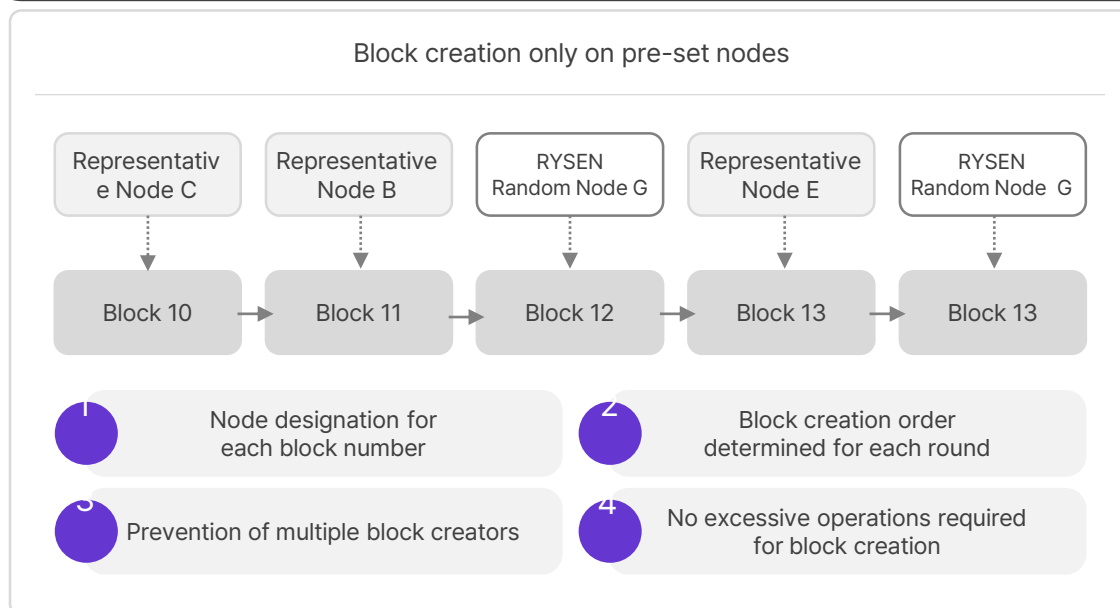 Block creation only on pre-set nodes
Representativ
e Node C
Representative
Node B
RYSEN
Random Node G
Representative
Node E
RYSEN
Random Node  G
Block 10
Block 11
Block 12
Block 13
Block 13
1
Node designation for
each block number
2
Block creation order
determined for each round
3
Prevention of multiple block creators
4
No excessive operations required
for block creation